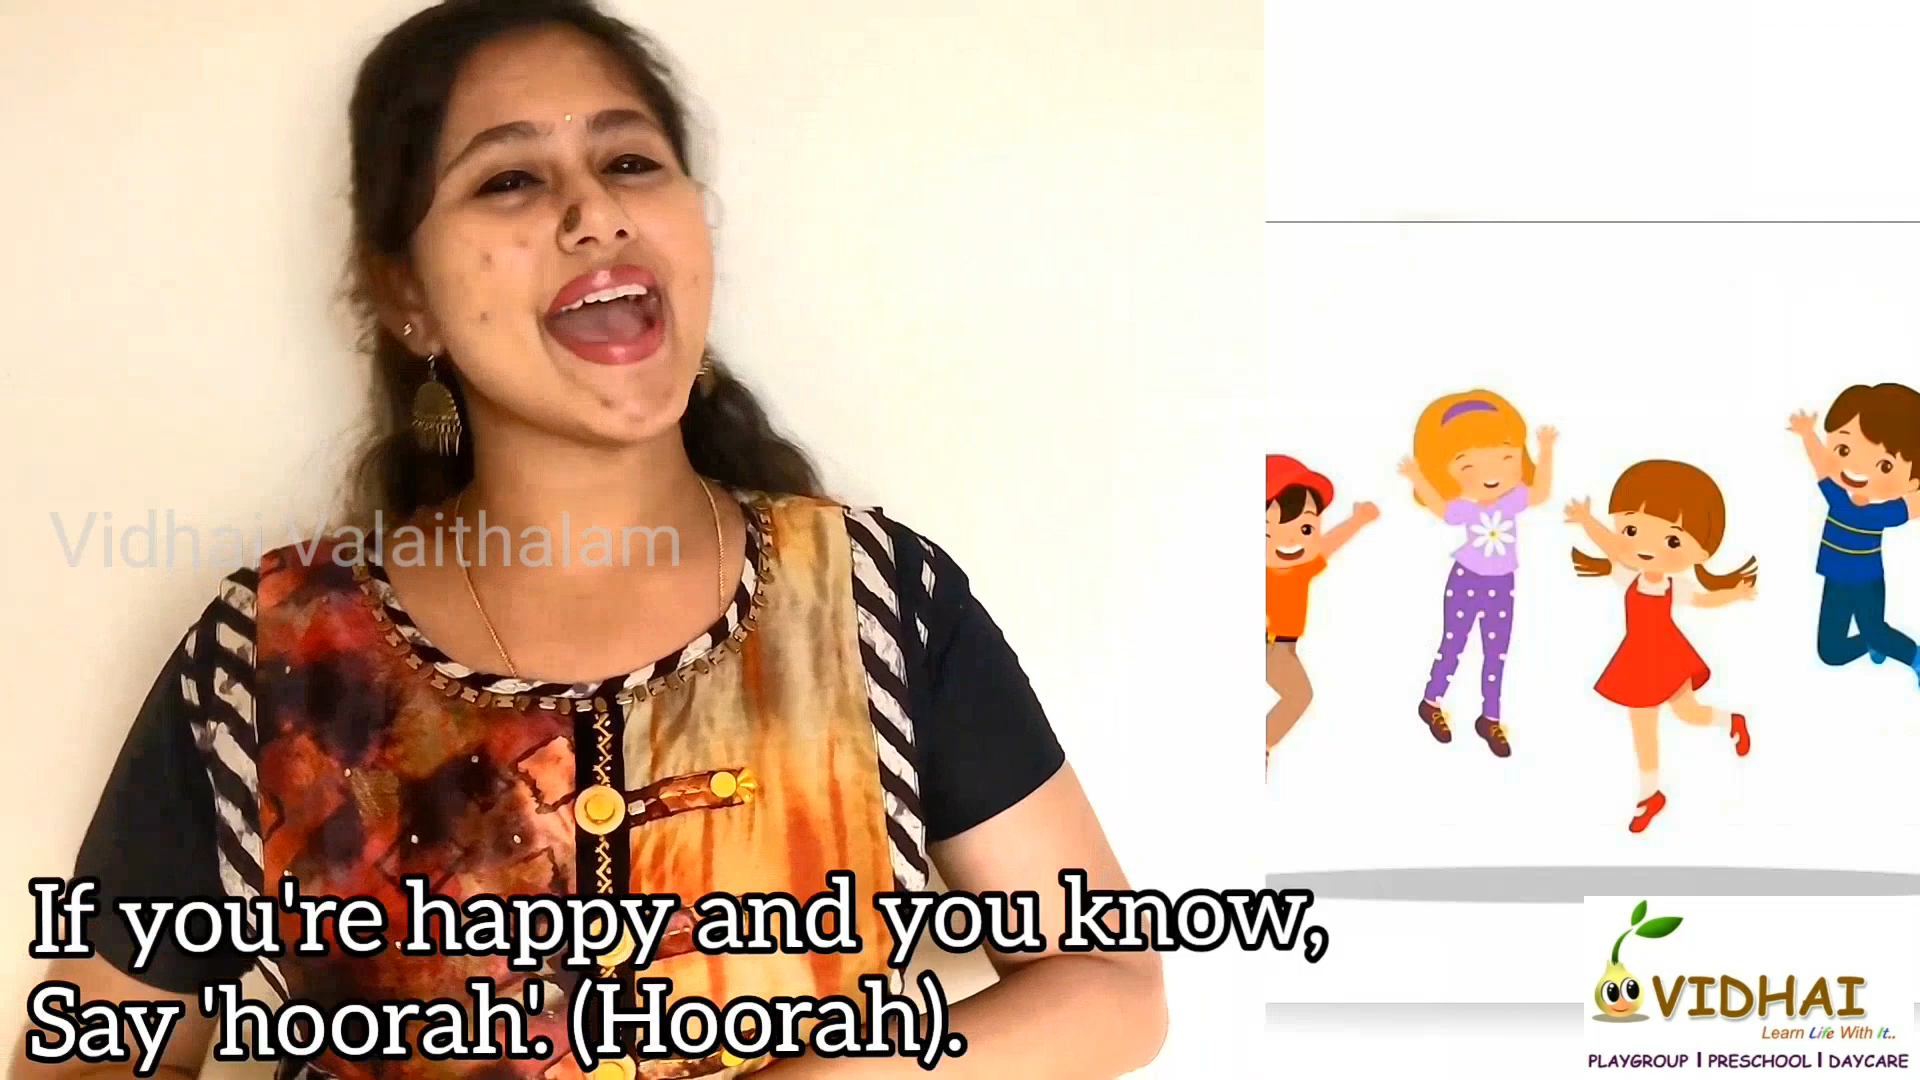 Vidhai Valaithalam
If you're happy and you know,
Say 'hoorah'. (Hoorah).
VIDHAI
Learn Life With It..
PLAYGROUP I PRESCHOOL I DAYCARE